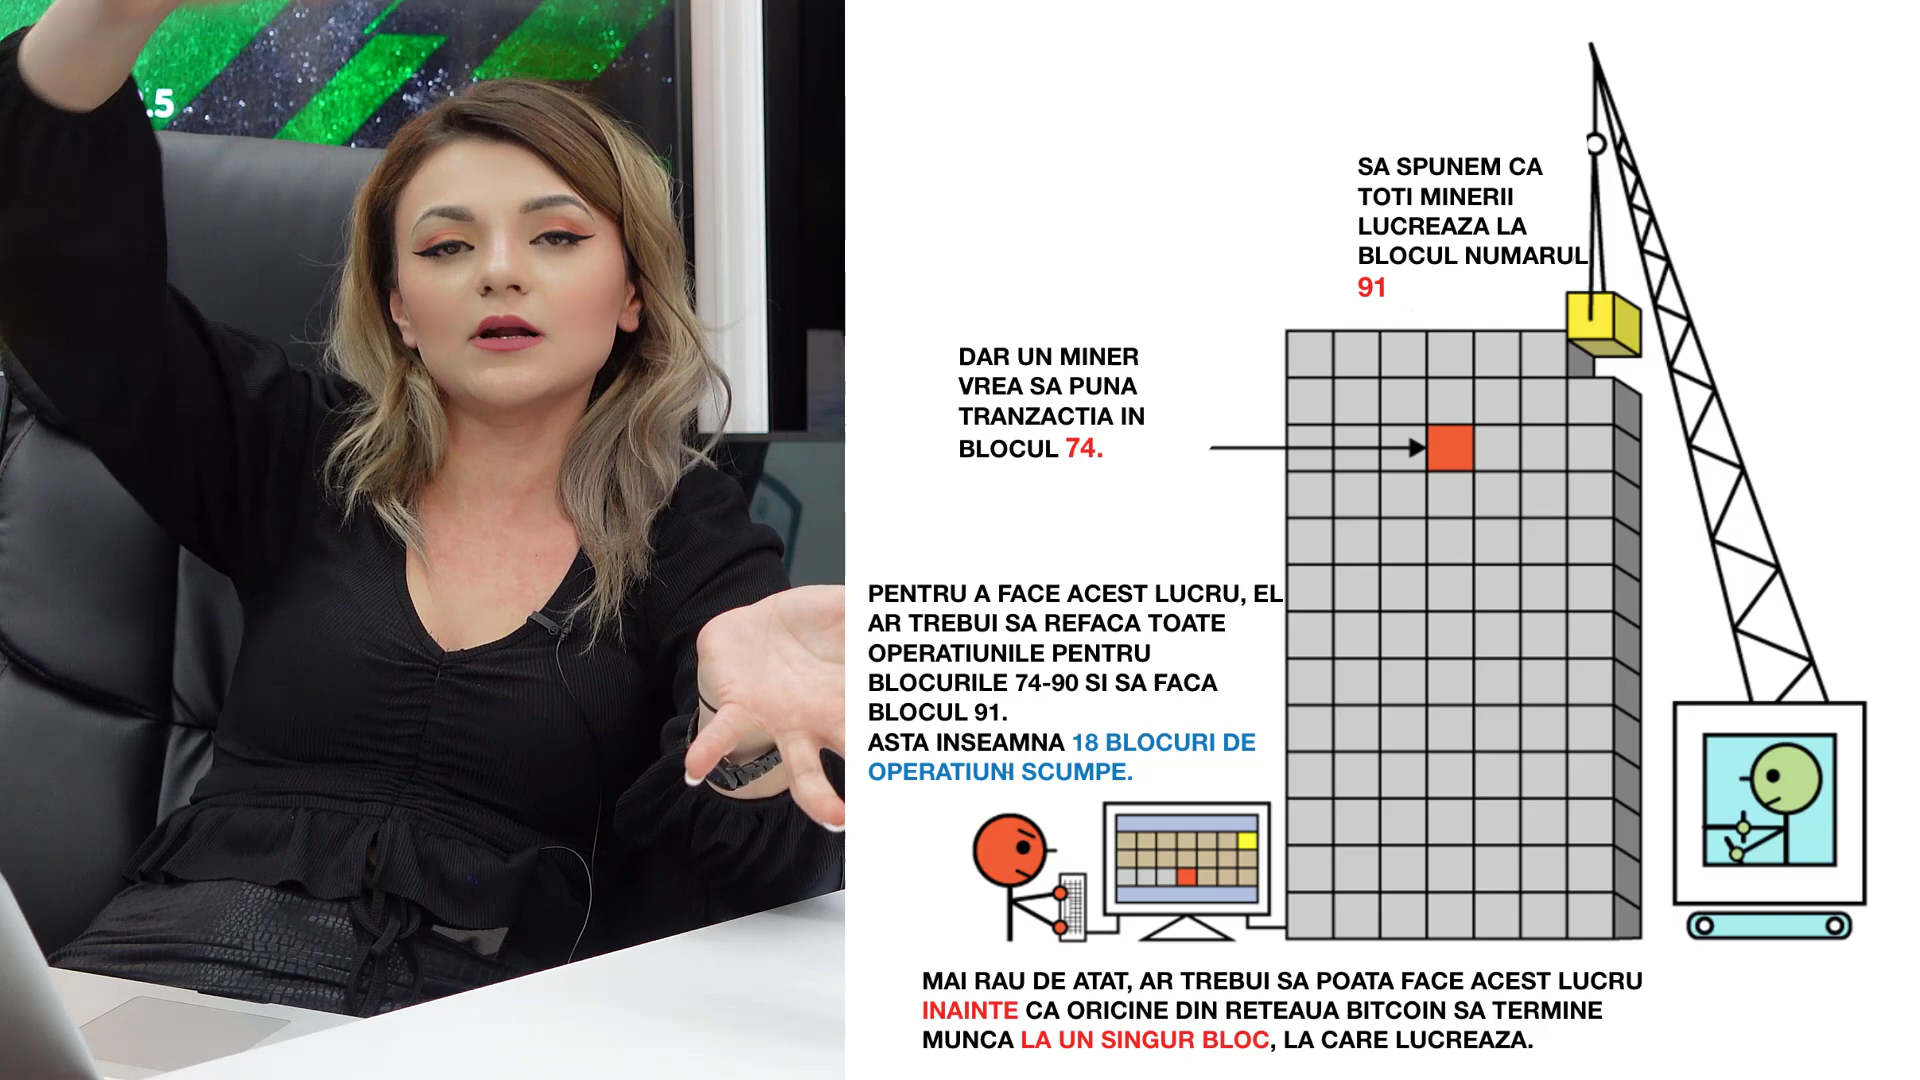 .5
SA SPUNEM CA
TOTI MINERII
LUCREAZA LA
BLOCUL NUMARUL
91
DAR UN MINER
VREA SA PUNA
TRANZACTIA IN
BLOCUL 74.
PENTRU A FACE ACEST LUCRU, EL
AR TREBUI SA REFACA TOATE
OPERATIUNILE PENTRU
BLOCURILE 74-90 SI SA FACA
BLOCUL 91.
ASTA INSEAMNA 18 BLOCURI DE
OPERATIUNI SCUMPE.
MAI RAU DE ATAT, AR TREBUI SA POATA FACE ACEST LUCRU
INAINTE CA ORICINE DIN RETEAUA BITCOIN SA TERMINE
MUNCA LA UN SINGUR BLOC, LA CARE LUCREAZA.